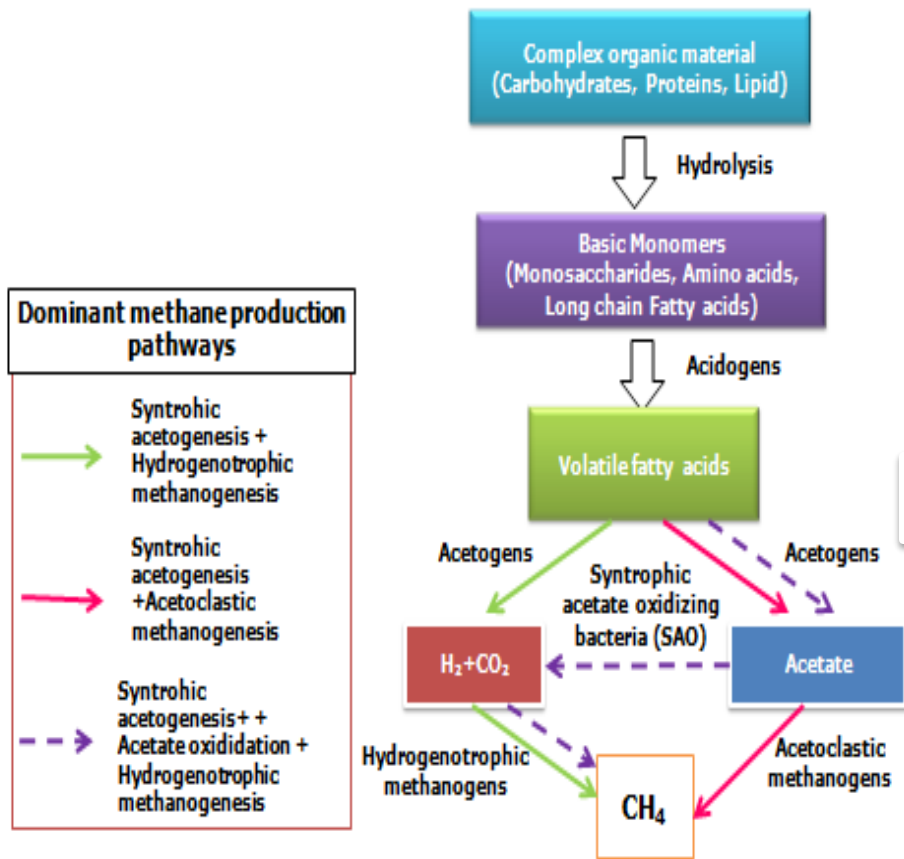 Complex organic material
(Carbohydrates, Proteins, Lipid)
Hydrolysis
Basic Monomers
(Monosaccharides, Amino acids,
Long chain Fatty acids)
Acidogens
Volatile fatty acids
Acetogens
Acetogens
Syntrophic
acetate oxidizing
bacteria (SAO)
H₂+CO₂
Acetate
Hydrogenotrophic
methanogens
Acetoclastic
methanogens
CH₄
Dominant methane production
pathways
Syntrohic
acetogenesis +
Hydrogenotrophic
methanogenesis
Syntrohic
acetogenesis
+Acetoclastic
methanogenesis
Syntrohic
acetogenesis+ +
Acetate oxididation +
Hydrogenotrophic
methanogenesis